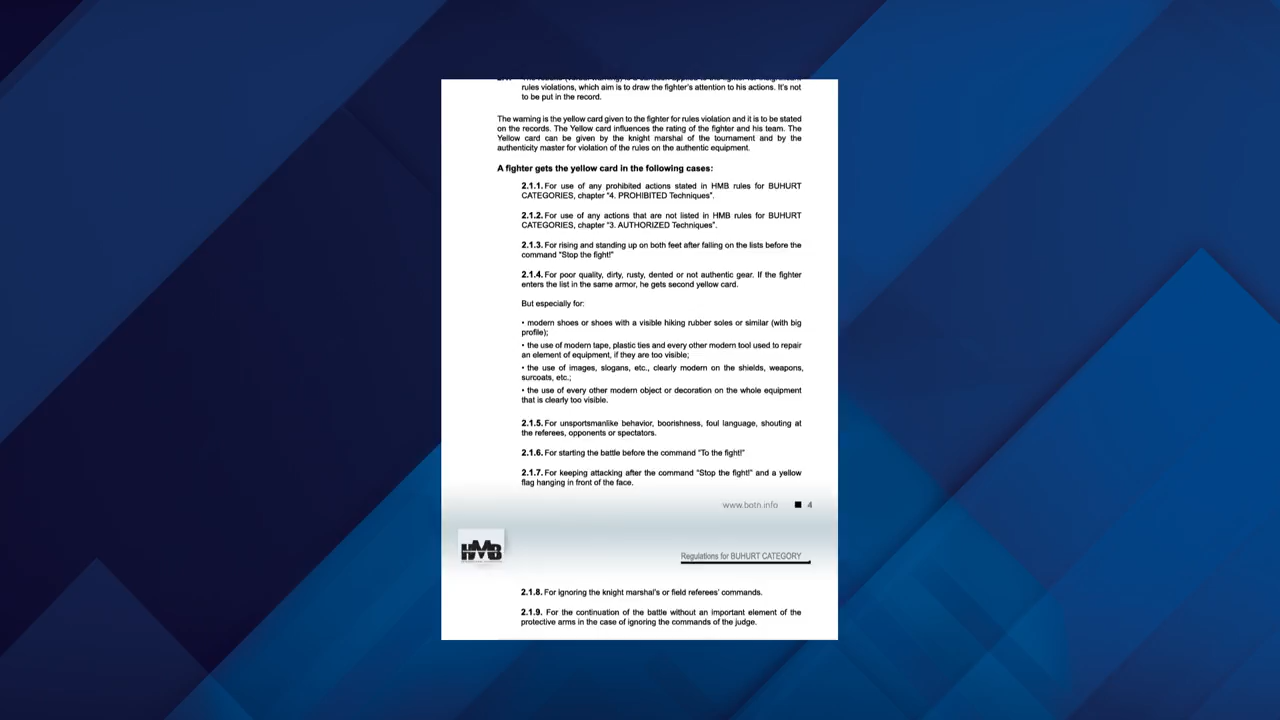 rules violations, which aim is to draw the fighter's attention to his actions. It's not
to be put in the record.
The warning is the yellow card given to the fighter for rules violation and it is to be stated
on the records. The Yellow card influences the rating of the fighter and his team. The
Yellow card can be given by the knight marshal of the tournament and by the
authenticity master for violation of the rules on the authentic equipment.
A fighter gets the yellow card in the following cases:
2.1.1. For use of any prohibited actions stated in HMB rules for BUHURT
CATEGORIES, chapter "4. PROHIBITED Techniques".
2.1.2. For use of any actions that are not listed in HMB rules for BUHURT
CATEGORIES, chapter "3. AUTHORIZED Techniques".
2.1.3. For rising and standing up on both feet after falling on the lists before the
command "Stop the fight!"
2.1.4. For poor quality, dirty, rusty, dented or not authentic gear. If the fighter
enters the list in the same armor, he gets second yellow card.
But especially for:
• modern shoes or shoes with a visible hiking rubber soles or similar (with big
profile);
• the use of modern tape, plastic ties and every other modern tool used to repair
an element of equipment, if they are too visible;
• the use of images, slogans, etc., clearly modern on the shields, weapons,
surcoats, etc.;
• the use of every other modern object or decoration on the whole equipment
that is clearly too visible.
2.1.5. For unsportsmanlike behavior, boorishness, foul language, shouting at
the referees, opponents or spectators.
2.1.6. For starting the battle before the command "To the fight!"
2.1.7. For keeping attacking after the command "Stop the fight!" and a yellow
flag hanging in front of the face.
www.botn.info 4
HMB
Regulations for BUHURT CATEGORY
2.1.8. For ignoring the knight marshal's or field referees' commands.
2.1.9. For the continuation of the battle without an important element of the
protective arms in the case of ignoring the commands of the judge.